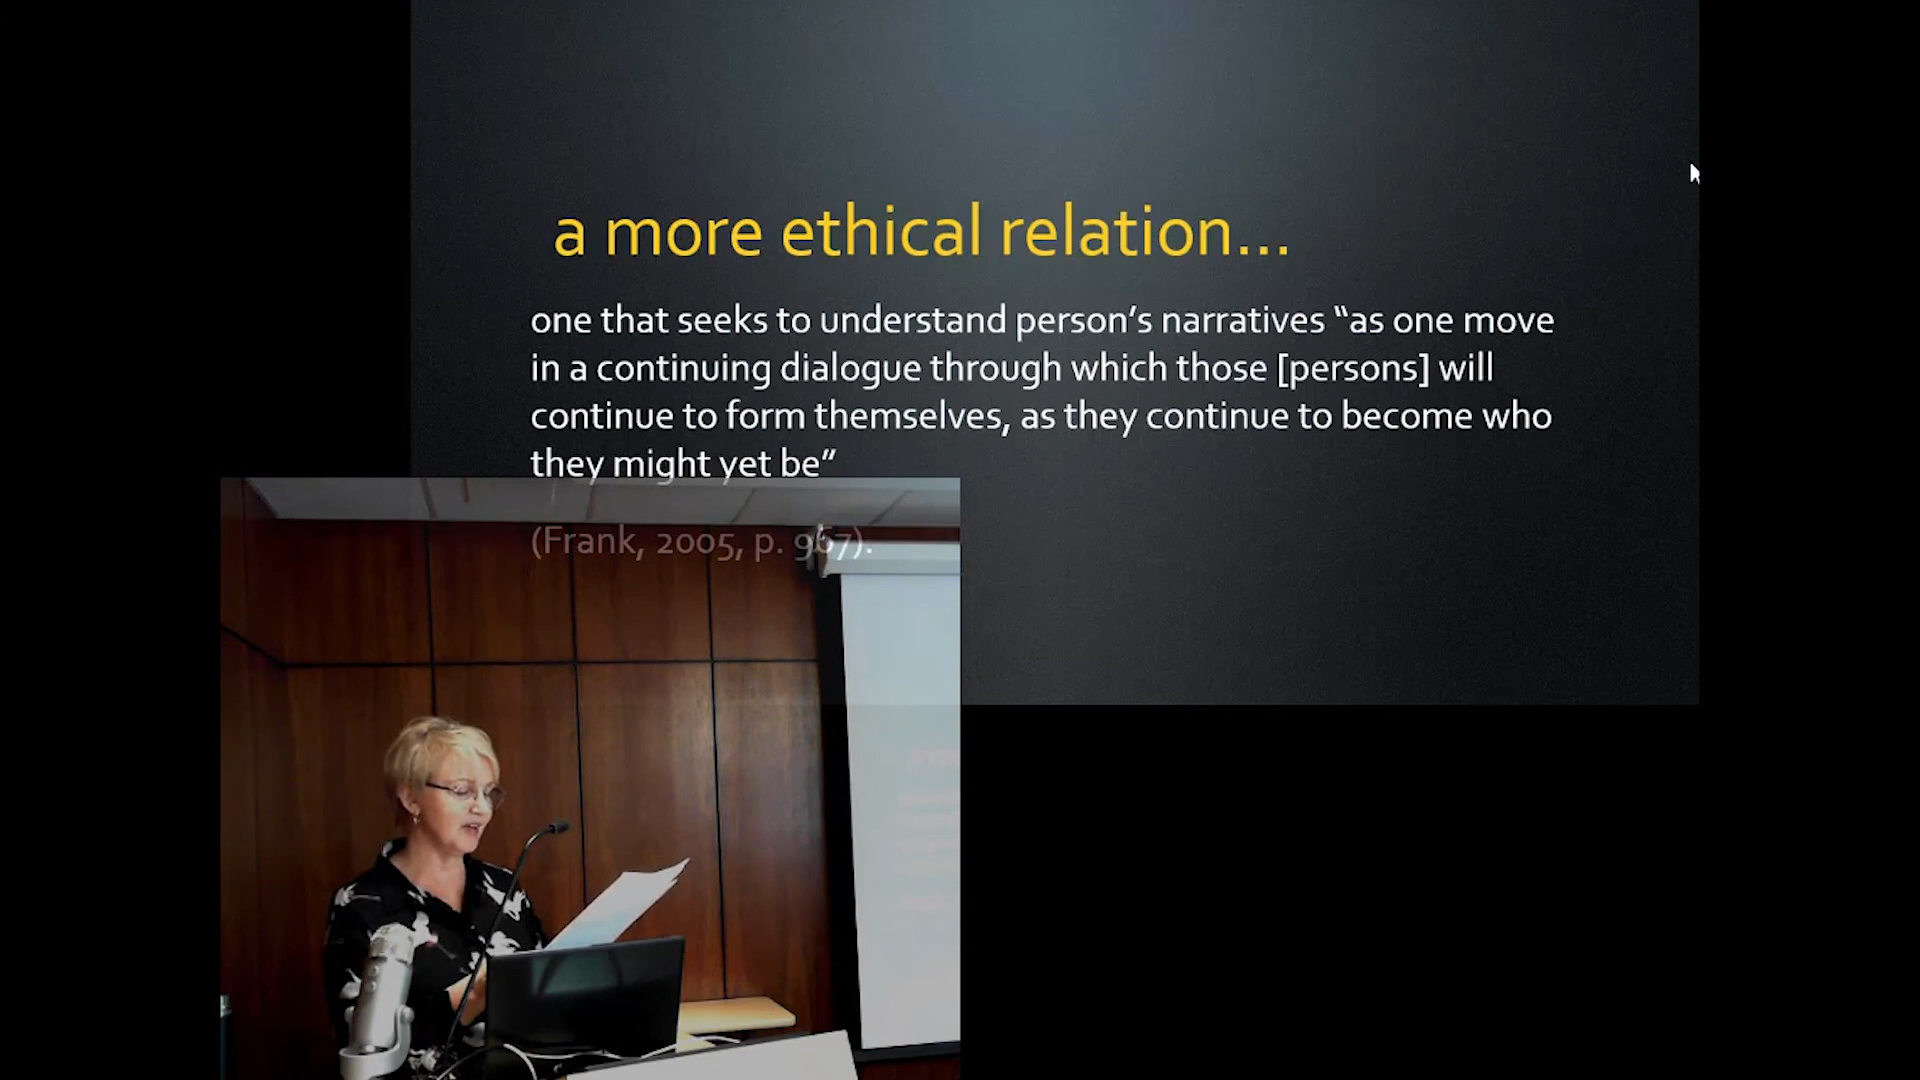 a more ethical relation...
one that seeks to understand person’s narratives “as one move
in a continuing dialogue through which those [persons] will
continue to form themselves, as they continue to become who
they might yet be”
(Frank, 2005, p. 967).